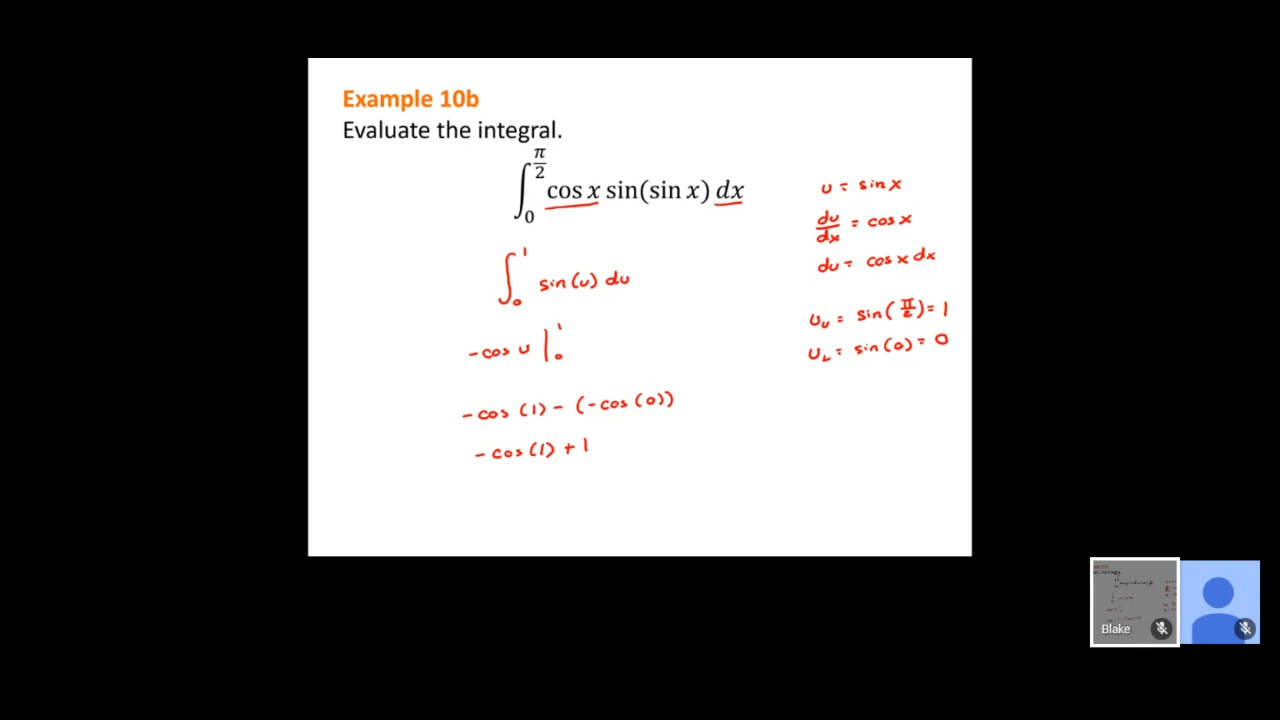 Example 10b
Evaluate the integral.
∫₀^(π/2) cos x sin(sin x) dx
u = sin x
du/dx = cos x
du = cos x dx
∫₀¹ sin(u) du
u_U = sin(π/2) = 1
u_L = sin(0) = 0
-cos u |₀¹
-cos(1) - (-cos(0))
-cos(1) + 1
Blake